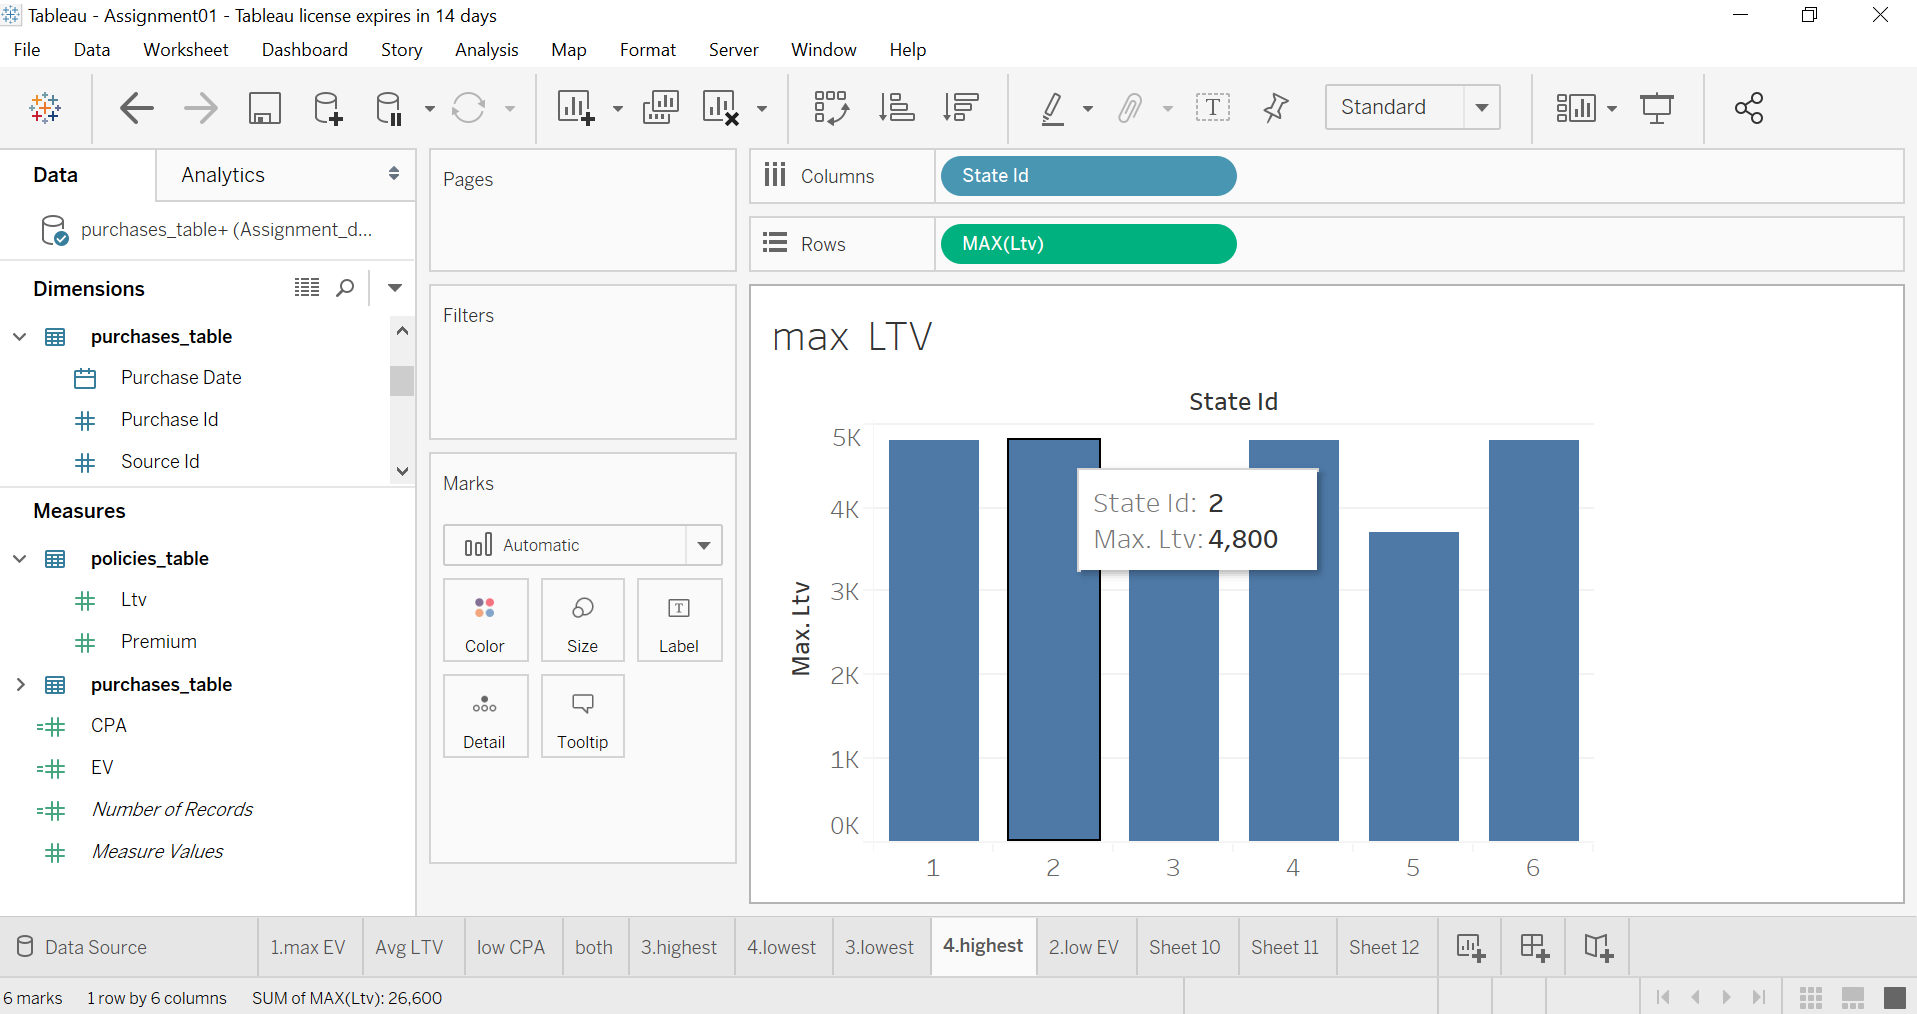 Tableau - Assignment01 - Tableau license expires in 14 days
File Data Worksheet Dashboard Story Analysis Map Format Server Window Help
Standard
Data Analytics
purchases_table+ (Assignment_d...
Dimensions
purchases_table
Purchase Date
Purchase Id
Source Id
Measures
policies_table
Ltv
Premium
purchases_table
CPA
EV
Number of Records
Measure Values
Pages
Filters
Marks
Automatic
Color Size Label
Detail Tooltip
Columns State Id
Rows MAX(Ltv)
max LTV
State Id
5K
4K
3K
2K
1K
0K
Max. Ltv
State Id: 2
Max. Ltv: 4,800
1 2 3 4 5 6
Data Source 1.max EV Avg LTV low CPA both 3.highest 4.lowest 3.lowest 4.highest 2.low EV Sheet 10 Sheet 11 Sheet 12
6 marks 1 row by 6 columns SUM of MAX(Ltv): 26,600